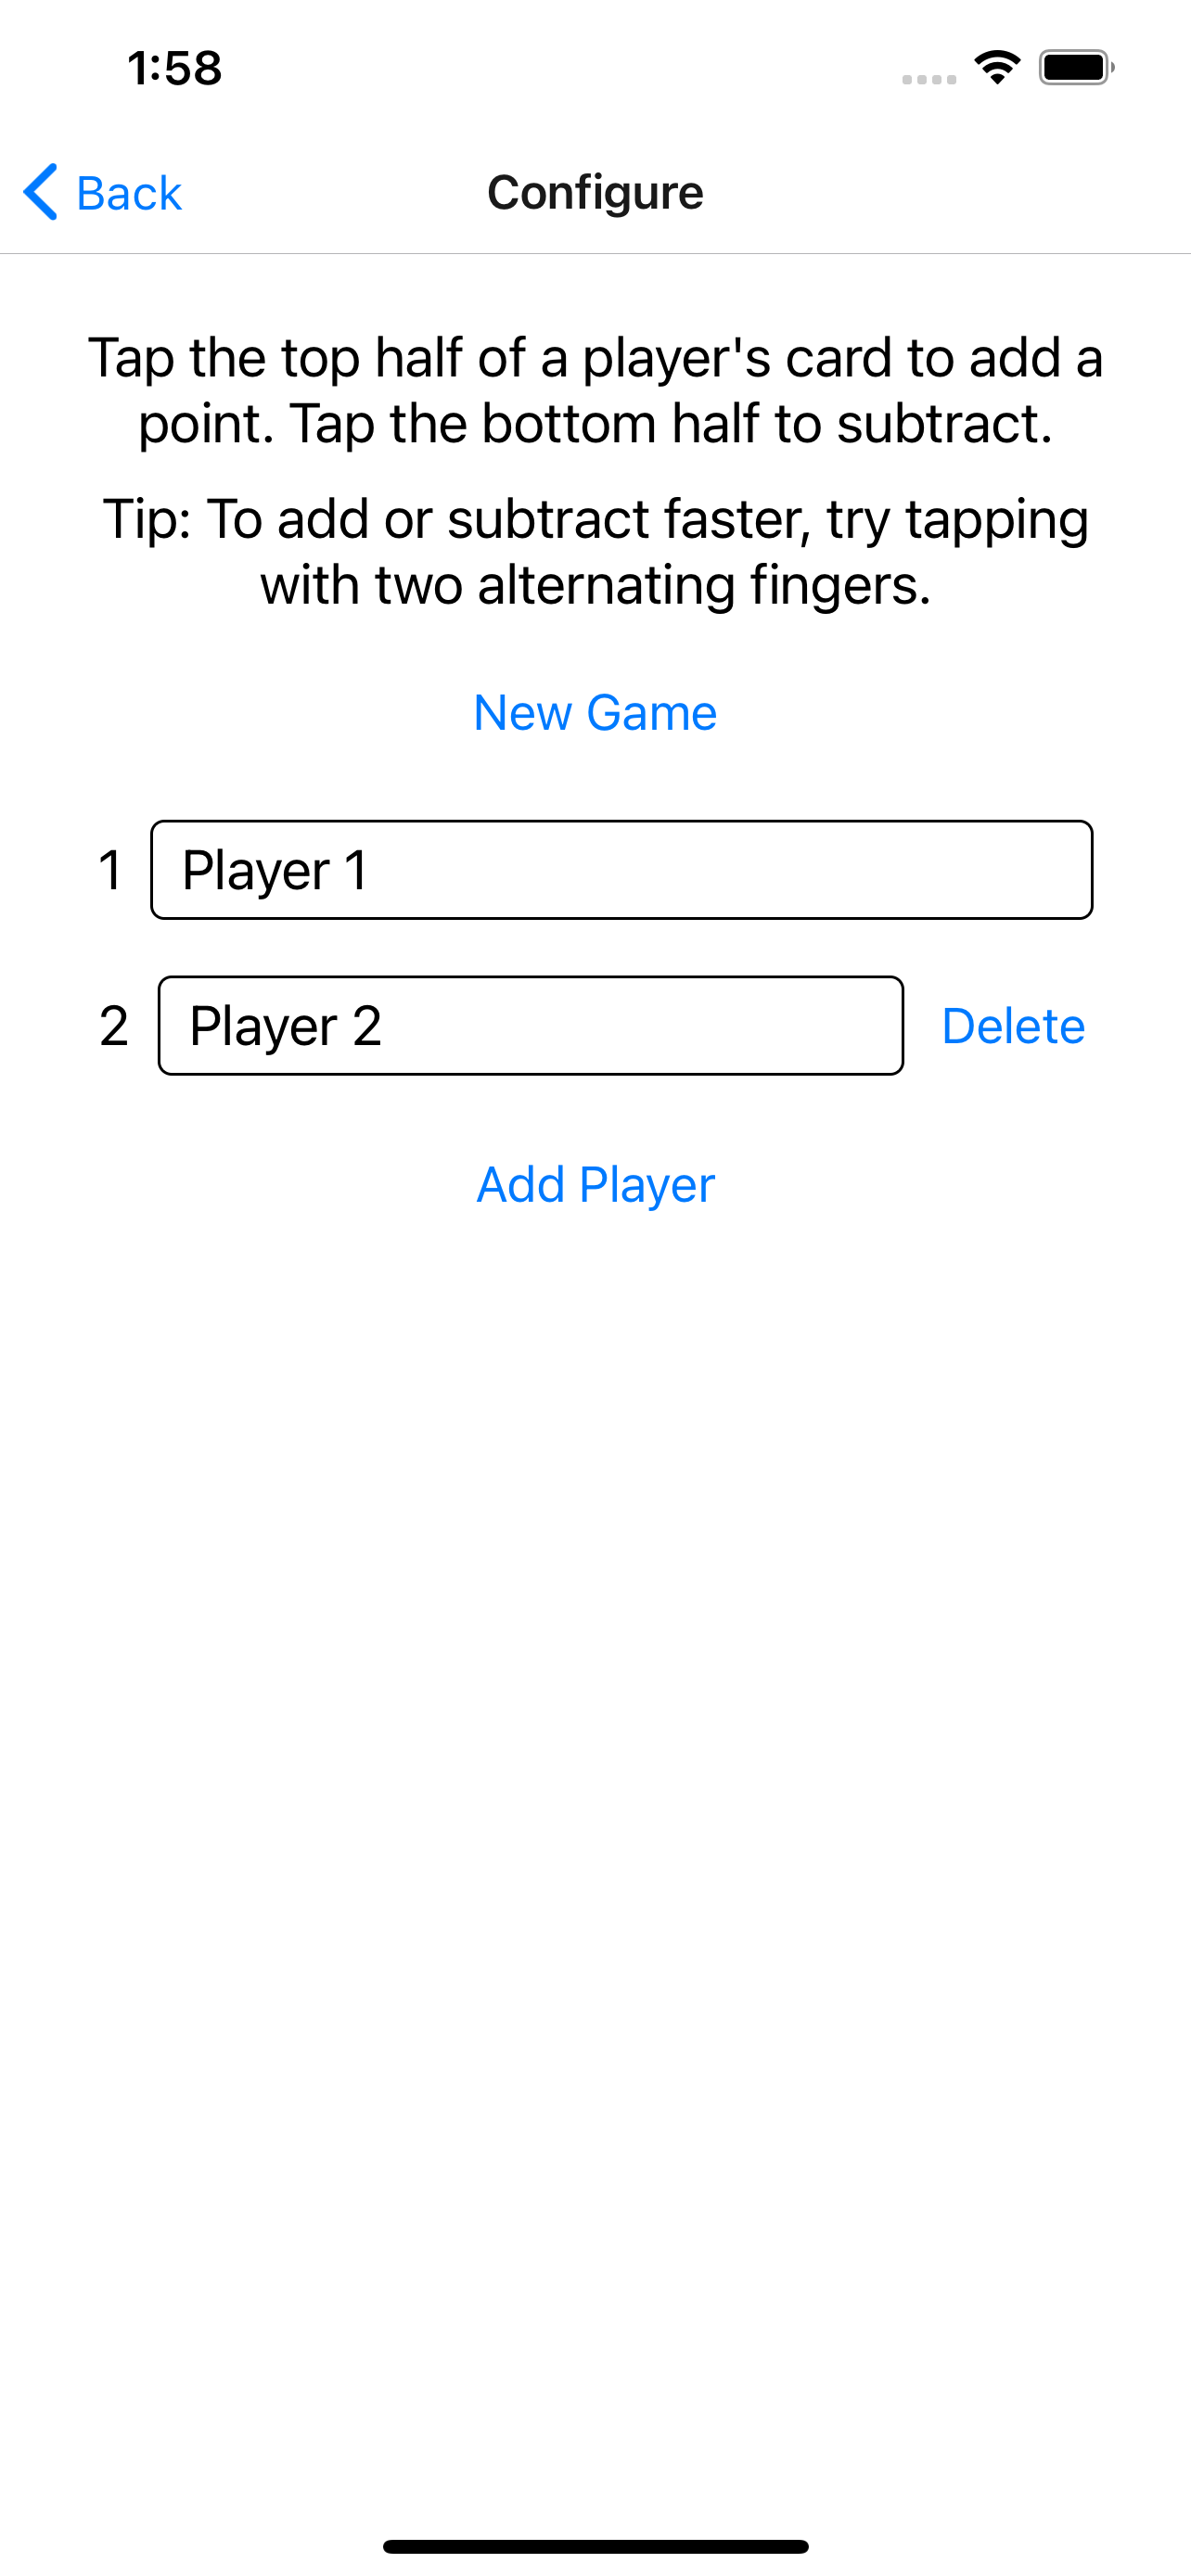 1:58
Back
Configure
Tap the top half of a player's card to add a
point. Tap the bottom half to subtract.
Tip: To add or subtract faster, try tapping
with two alternating fingers.
New Game
1 Player 1
2 Player 2 Delete
Add Player